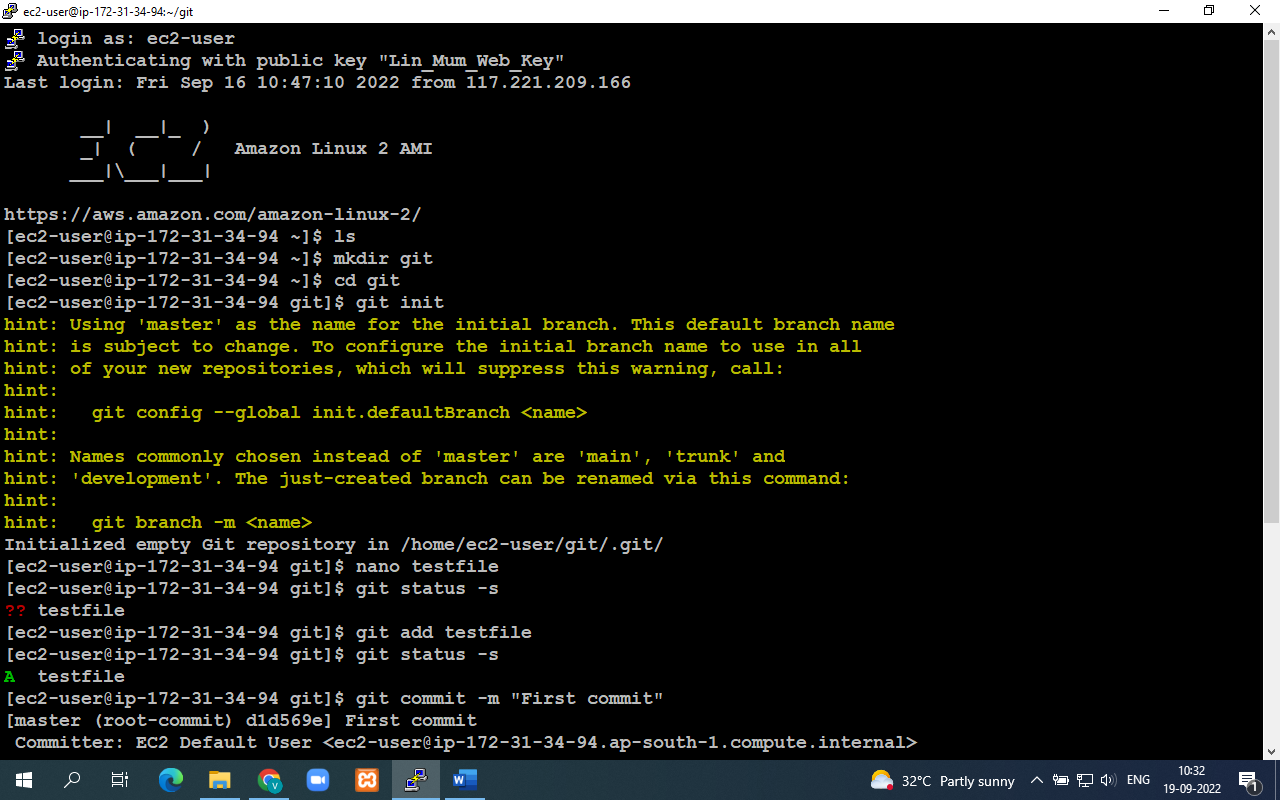 ec2-user@ip-172-31-34-94:~/git
login as: ec2-user
Authenticating with public key "Lin_Mum_Web_Key"
Last login: Fri Sep 16 10:47:10 2022 from 117.221.209.166
       __|  __|_  )
       _|  (     /   Amazon Linux 2 AMI
      ___|\___|___|
https://aws.amazon.com/amazon-linux-2/
[ec2-user@ip-172-31-34-94 ~]$ ls
[ec2-user@ip-172-31-34-94 ~]$ mkdir git
[ec2-user@ip-172-31-34-94 ~]$ cd git
[ec2-user@ip-172-31-34-94 git]$ git init
hint: Using 'master' as the name for the initial branch. This default branch name
hint: is subject to change. To configure the initial branch name to use in all
hint: of your new repositories, which will suppress this warning, call:
hint:
hint:   git config --global init.defaultBranch <name>
hint:
hint: Names commonly chosen instead of 'master' are 'main', 'trunk' and
hint: 'development'. The just-created branch can be renamed via this command:
hint:
hint:   git branch -m <name>
Initialized empty Git repository in /home/ec2-user/git/.git/
[ec2-user@ip-172-31-34-94 git]$ nano testfile
[ec2-user@ip-172-31-34-94 git]$ git status -s
?? testfile
[ec2-user@ip-172-31-34-94 git]$ git add testfile
[ec2-user@ip-172-31-34-94 git]$ git status -s
A  testfile
[ec2-user@ip-172-31-34-94 git]$ git commit -m "First commit"
[master (root-commit) d1d569e] First commit
 Committer: EC2 Default User <ec2-user@ip-172-31-34-94.ap-south-1.compute.internal>
32°C Partly sunny
ENG
10:32
19-09-2022
1